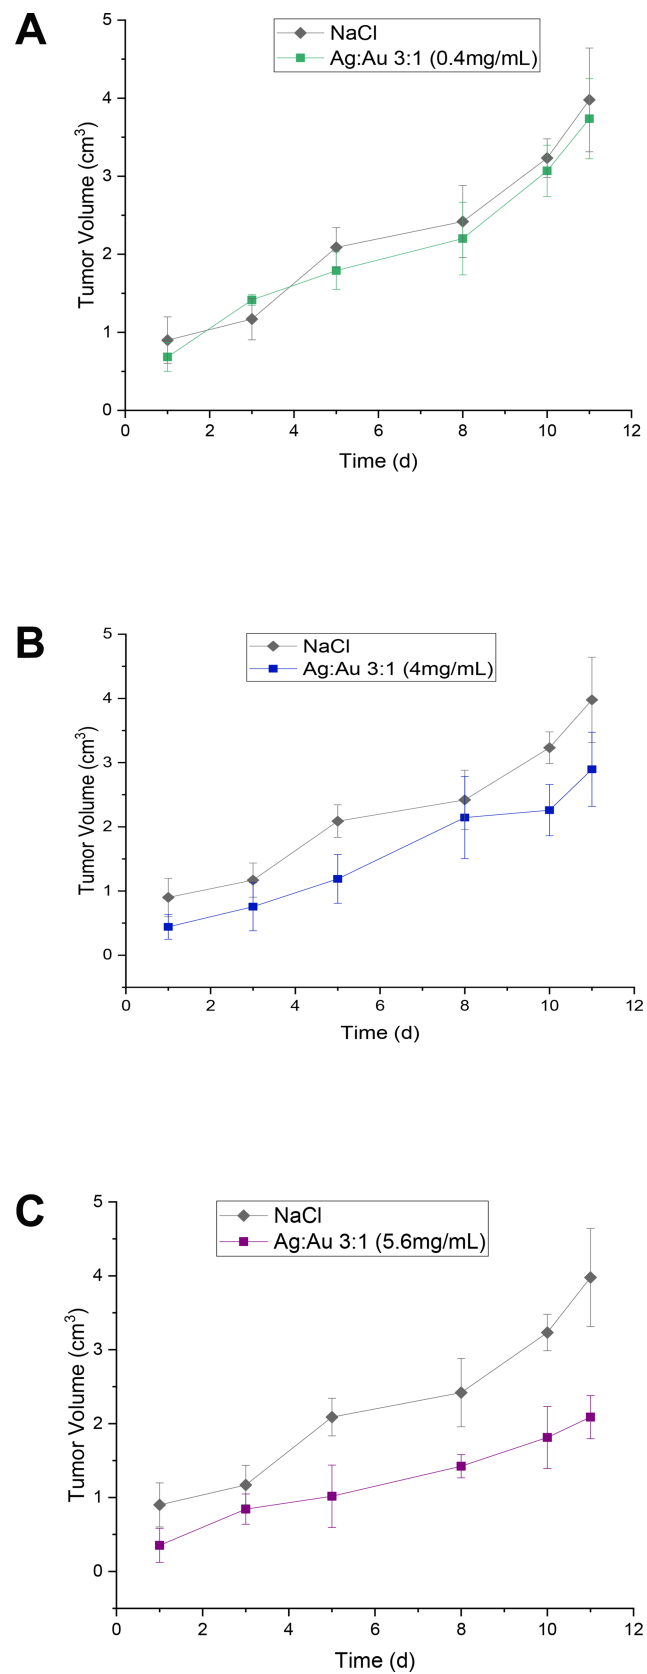 A
NaCl
Ag:Au 3:1 (0.4mg/mL)
Tumor Volume (cm³)
5
4
3
2
1
0
0 2 4 6 8 10 12
Time (d)
B
NaCl
Ag:Au 3:1 (4mg/mL)
Tumor Volume (cm³)
5
4
3
2
1
0
0 2 4 6 8 10 12
Time (d)
C
NaCl
Ag:Au 3:1 (5.6mg/mL)
Tumor Volume (cm³)
5
4
3
2
1
0
0 2 4 6 8 10 12
Time (d)